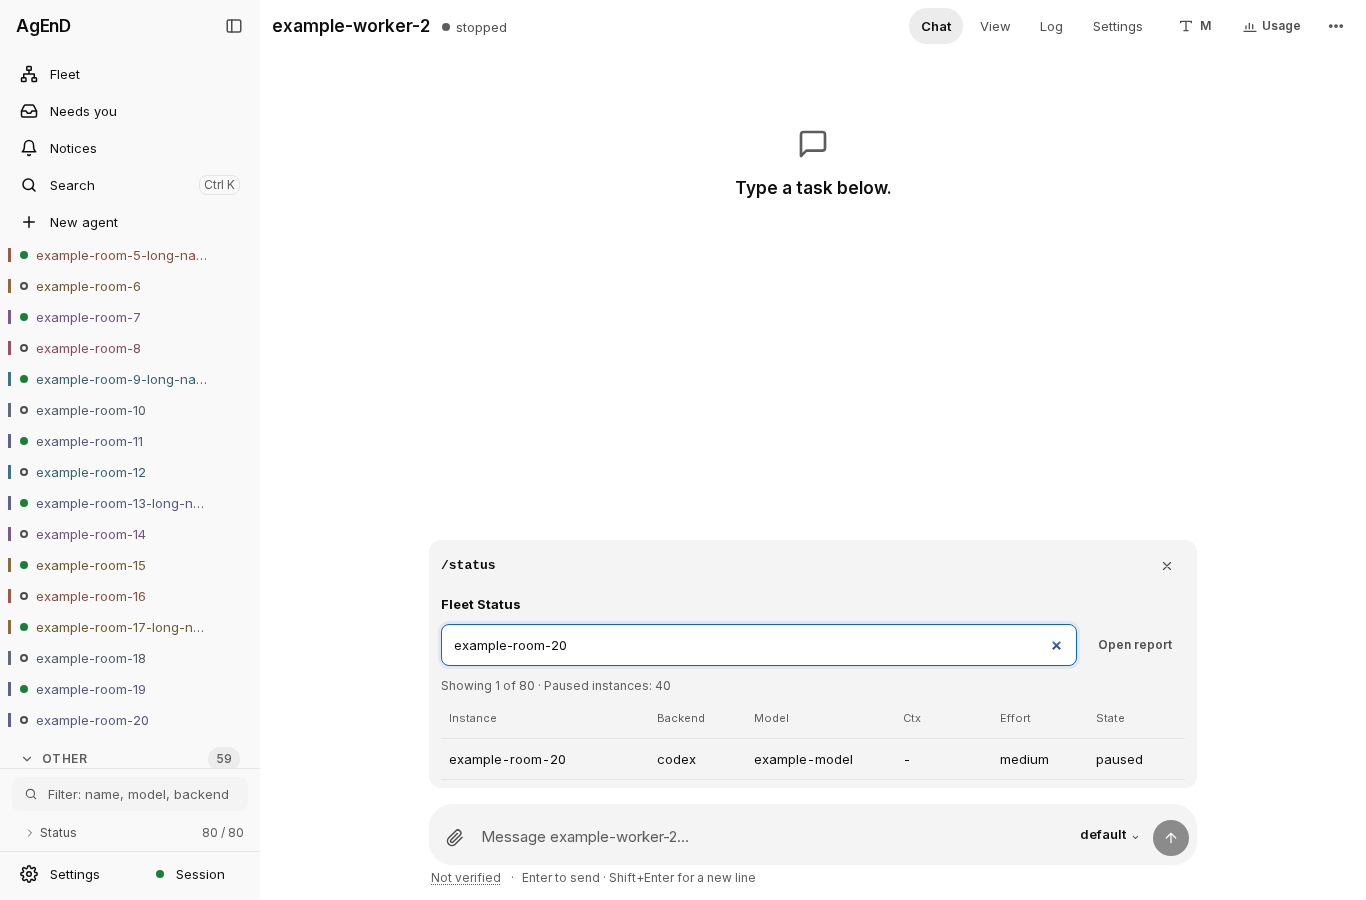 AgEnD
Fleet
Needs you
Notices
Search
Ctrl K
New agent
example-room-5-long-na…
example-room-6
example-room-7
example-room-8
example-room-9-long-na…
example-room-10
example-room-11
example-room-12
example-room-13-long-n…
example-room-14
example-room-15
example-room-16
example-room-17-long-n…
example-room-18
example-room-19
example-room-20
OTHER
59
Filter: name, model, backend
Status
80 / 80
Settings
Session
example-worker-2
stopped
Chat
View
Log
Settings
M
Usage
Type a task below.
/status
Fleet Status
example-room-20
Open report
Showing 1 of 80 · Paused instances: 40
Instance Backend Model Ctx Effort State
example-room-20 codex example-model - medium paused
Message example-worker-2...
default
Not verified · Enter to send · Shift+Enter for a new line